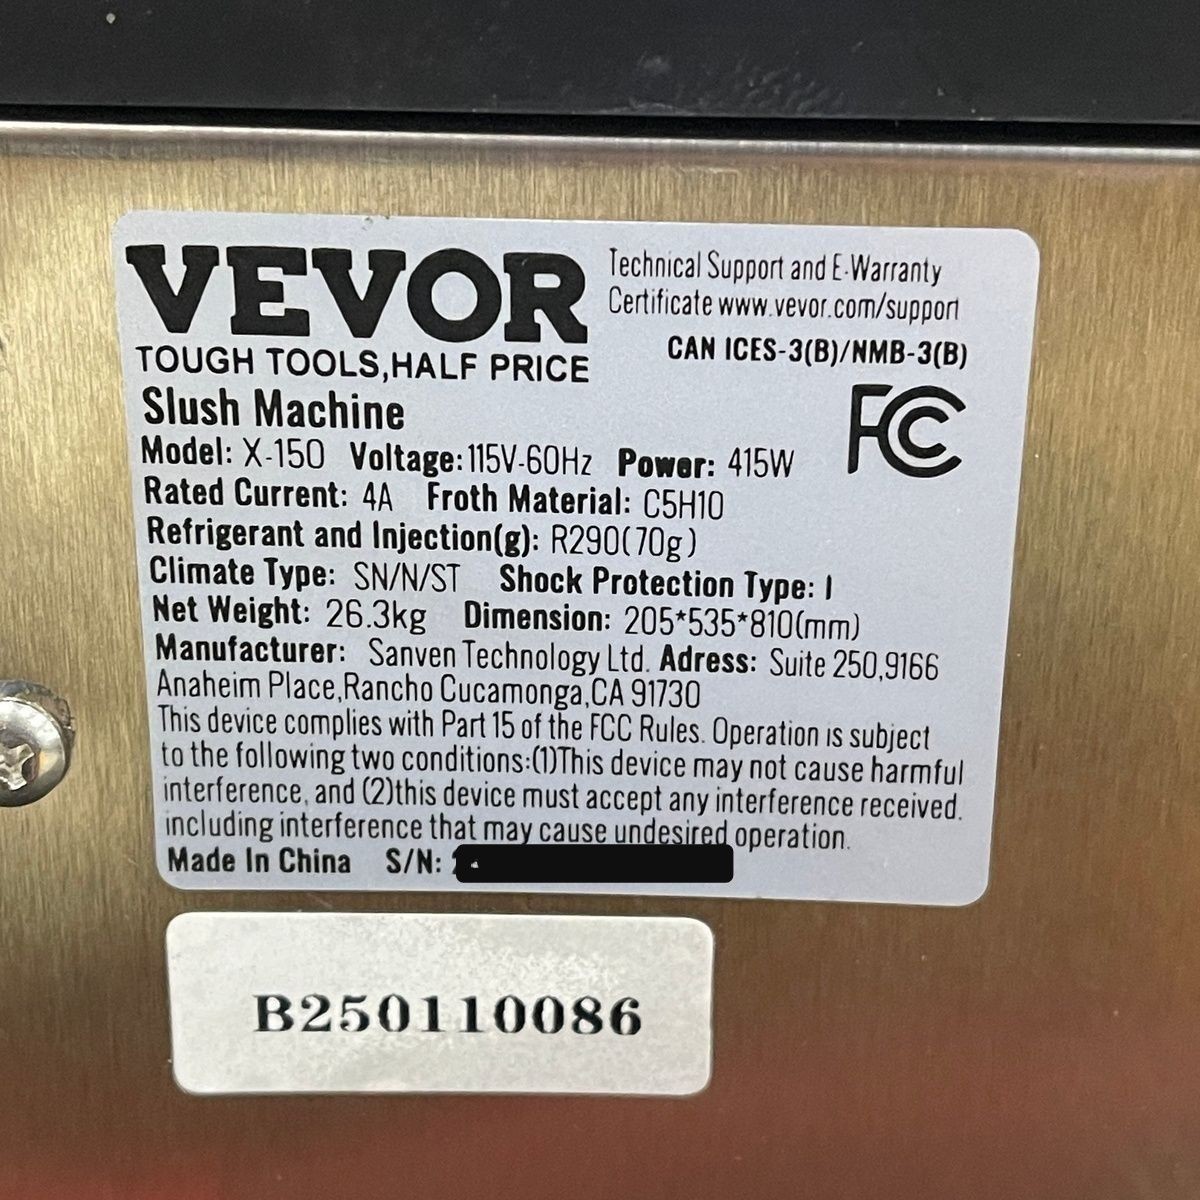 VEVOR
TOUGH TOOLS,HALF PRICE
Technical Support and E-Warranty
Certificate www.vevor.com/support
CAN ICES-3(B)/NMB-3(B)
FC
Slush Machine
Model: X-150 Voltage: 115V-60Hz Power: 415W
Rated Current: 4A Froth Material: C5H10
Refrigerant and Injection(g): R290(70g)
Climate Type: SN/N/ST Shock Protection Type: I
Net Weight: 26.3kg Dimension: 205*535*810(mm)
Manufacturer: Sanven Technology Ltd. Adress: Suite 250,9166
Anaheim Place,Rancho Cucamonga,CA 91730
This device complies with Part 15 of the FCC Rules. Operation is subject
to the following two conditions:(1)This device may not cause harmful
interference, and (2)this device must accept any interference received.
including interference that may cause undesired operation.
Made In China S/N:
B250110086